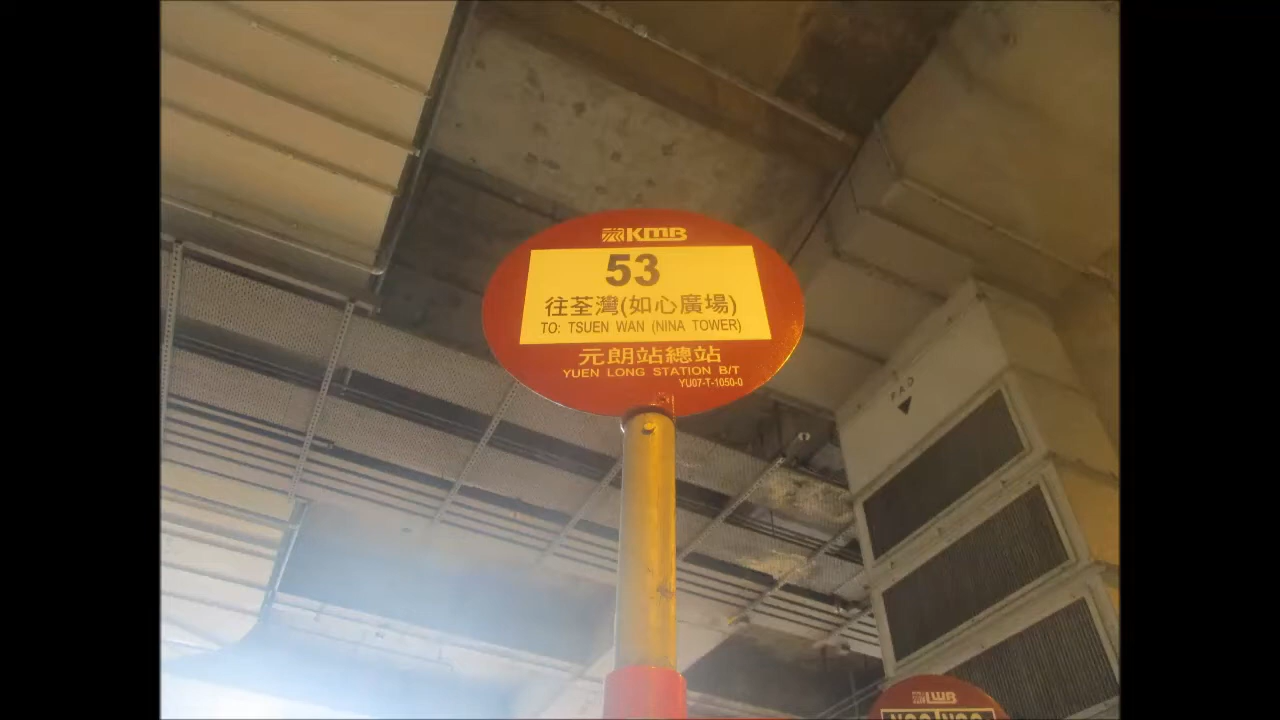 KMB
53
往荃灣(如心廣場)
TO: TSUEN WAN (NINA TOWER)
元朗站總站
YUEN LONG STATION B/T
YU07-T-1050-0
P.A.D
LWB